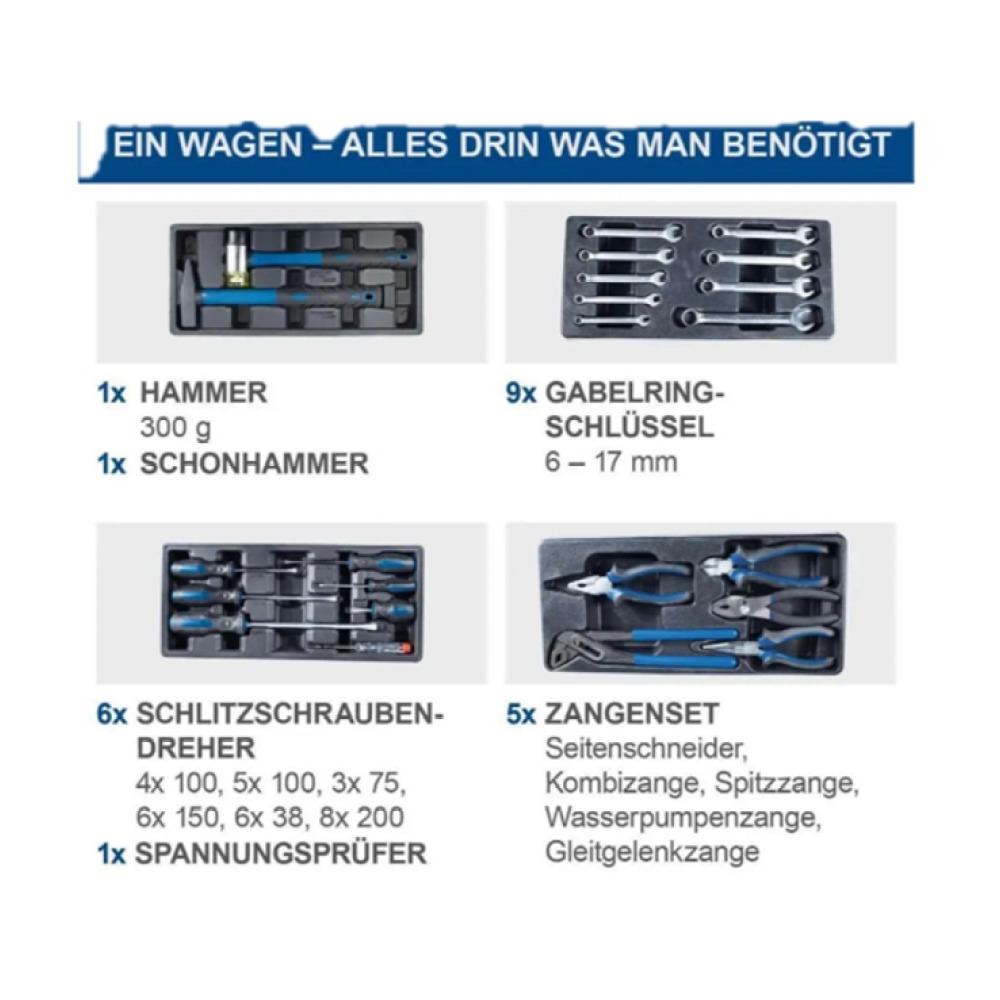 EIN WAGEN – ALLES DRIN WAS MAN BENÖTIGT
1x HAMMER
300 g
1x SCHONHAMMER
9x GABELRING-
SCHLÜSSEL
6 – 17 mm
6x SCHLITZSCHRAUBEN-
DREHER
4x 100, 5x 100, 3x 75,
6x 150, 6x 38, 8x 200
1x SPANNUNGSPRÜFER
5x ZANGENSET
Seitenschneider,
Kombizange, Spitzzange,
Wasserpumpenzange,
Gleitgelenkzange